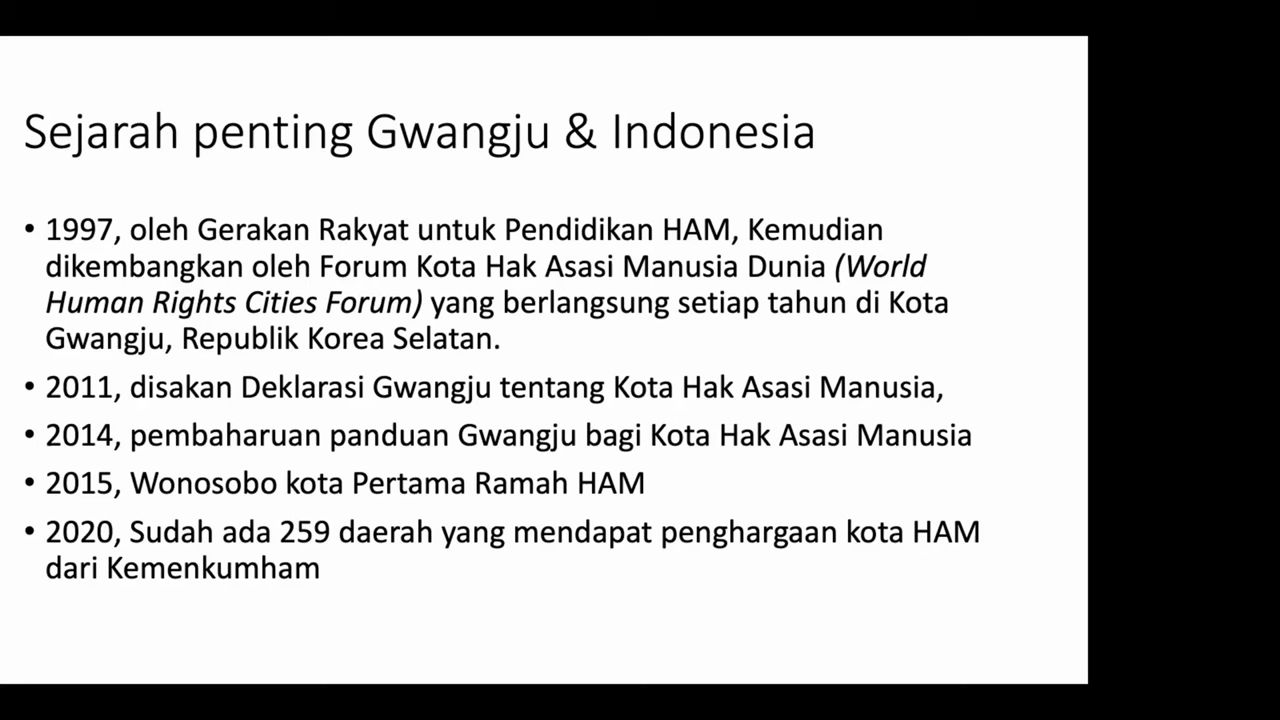 Sejarah penting Gwangju & Indonesia
• 1997, oleh Gerakan Rakyat untuk Pendidikan HAM, Kemudian
dikembangkan oleh Forum Kota Hak Asasi Manusia Dunia (World
Human Rights Cities Forum) yang berlangsung setiap tahun di Kota
Gwangju, Republik Korea Selatan.
• 2011, disakan Deklarasi Gwangju tentang Kota Hak Asasi Manusia,
• 2014, pembaharuan panduan Gwangju bagi Kota Hak Asasi Manusia
• 2015, Wonosobo kota Pertama Ramah HAM
• 2020, Sudah ada 259 daerah yang mendapat penghargaan kota HAM
dari Kemenkumham